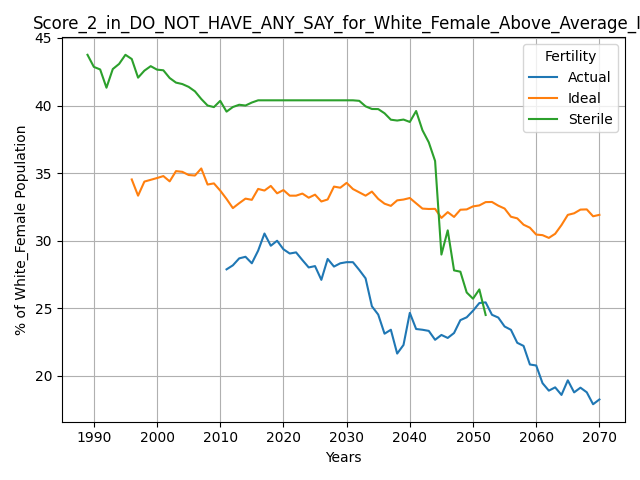 Score_2_in_DO_NOT_HAVE_ANY_SAY_for_White_Female_Above_Average_I
Fertility
Actual
Ideal
Sterile
% of White_Female Population
45
40
35
30
25
20
1990 2000 2010 2020 2030 2040 2050 2060 2070
Years